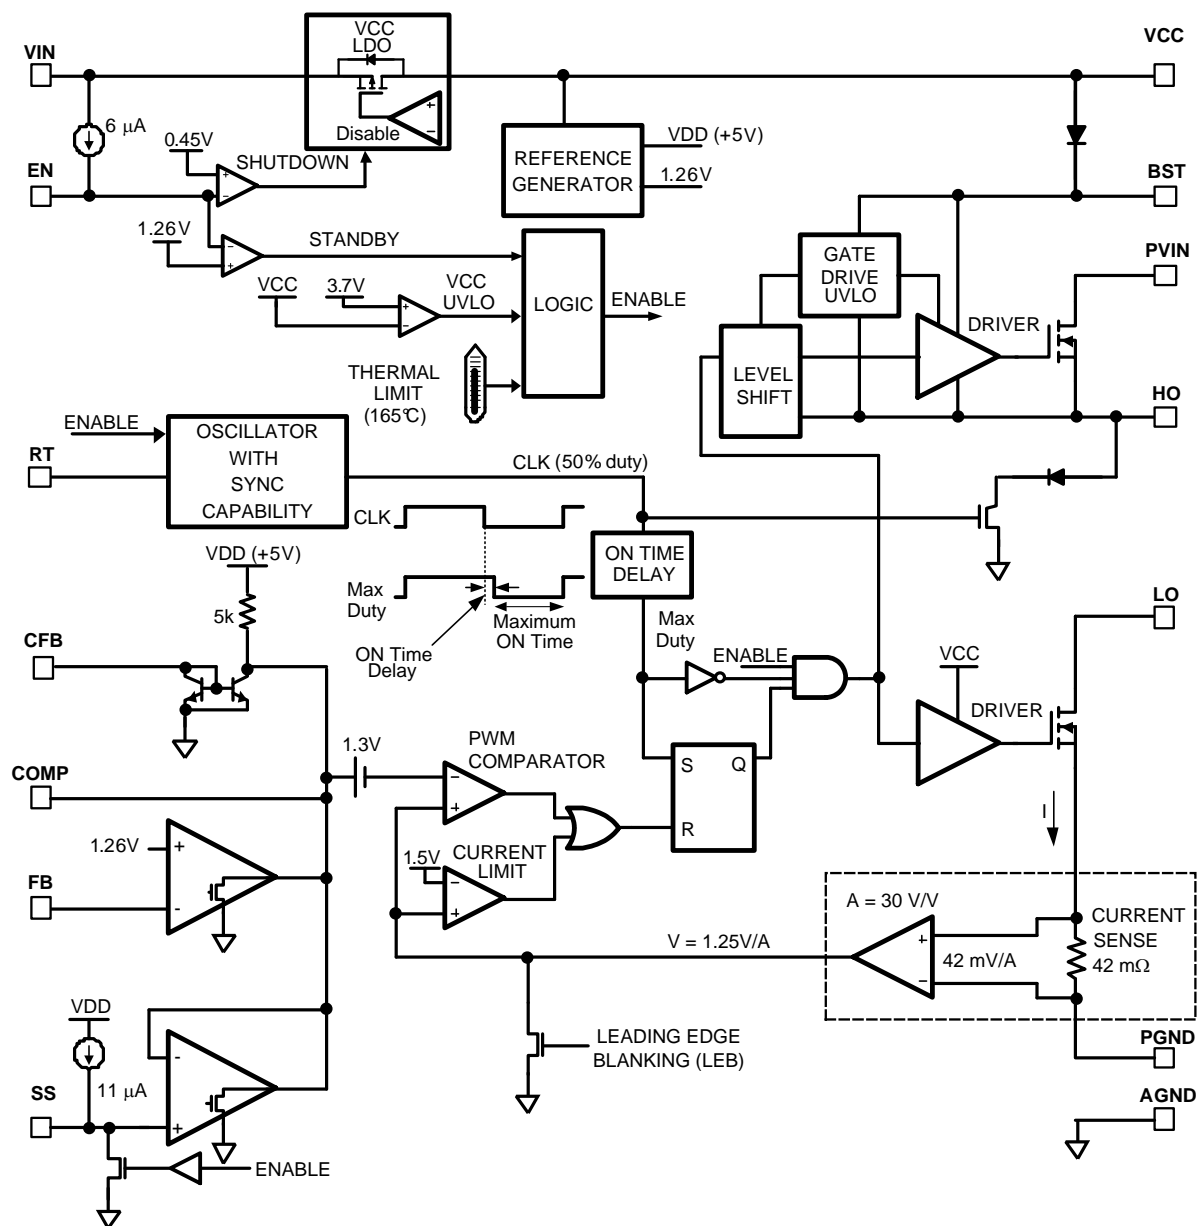 VCC
LDO
VIN
VCC
6 μA
Disable
+
−
0.45V
SHUTDOWN
EN
+
−
REFERENCE
GENERATOR
VDD (+5V)
1.26V
BST
1.26V
−
+
STANDBY
GATE
DRIVE
UVLO
PVIN
VCC
3.7V
+
−
VCC
UVLO
LOGIC
ENABLE
DRIVER
THERMAL
LIMIT
(165°C)
LEVEL
SHIFT
HO
ENABLE
RT
OSCILLATOR
WITH
SYNC
CAPABILITY
CLK (50% duty)
CLK
ON TIME
DELAY
VDD (+5V)
5k
Max
Duty
Maximum
ON Time
ON Time
Delay
Max
Duty
LO
CFB
ENABLE
VCC
DRIVER
1.3V
PWM
COMPARATOR
−
+
S
Q
R
COMP
I
1.26V
+
-
FB
1.5V
CURRENT
LIMIT
−
+
A = 30 V/V
+
−
42 mV/A
CURRENT
SENSE
42 mΩ
V = 1.25V/A
VDD
11 μA
SS
-
+
LEADING EDGE
BLANKING (LEB)
PGND
AGND
ENABLE